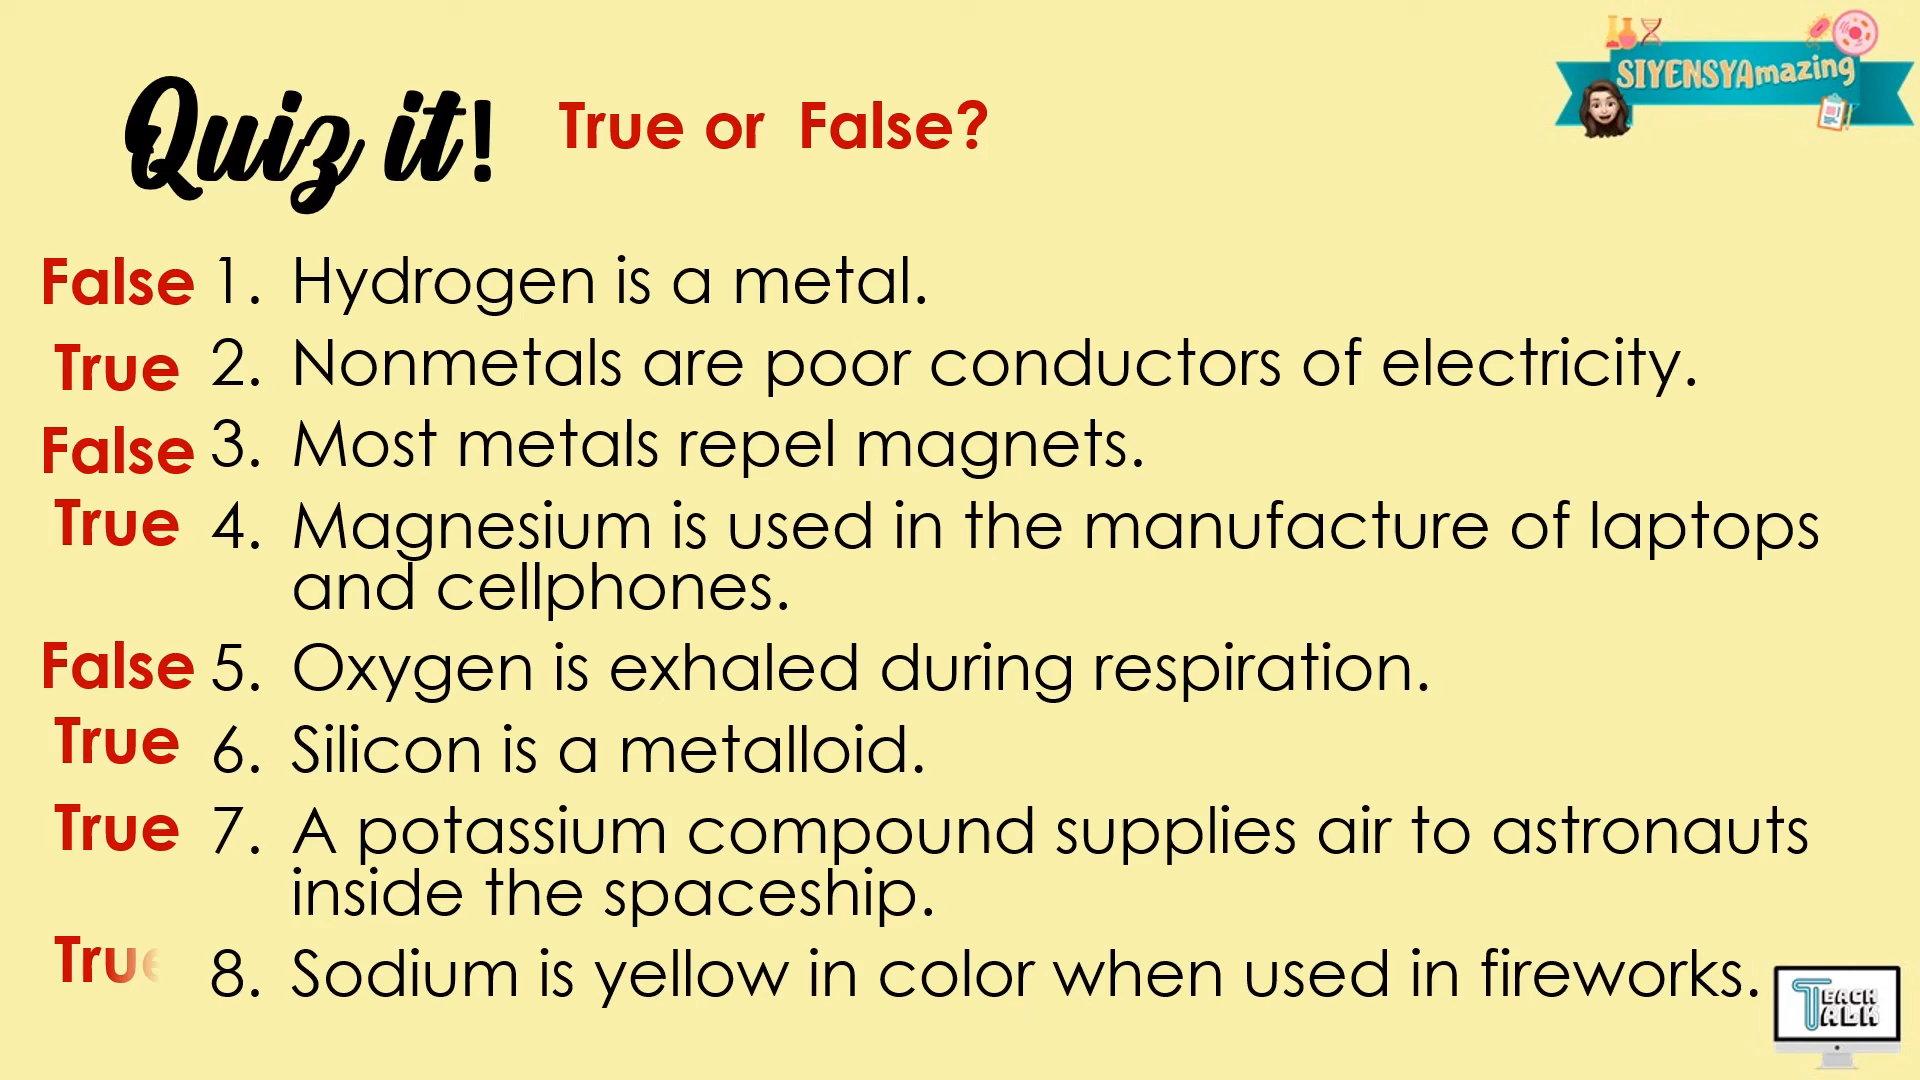 Quiz it! True or False?
SIYENSYAmazing
False 1. Hydrogen is a metal.
True 2. Nonmetals are poor conductors of electricity.
False 3. Most metals repel magnets.
True 4. Magnesium is used in the manufacture of laptops
and cellphones.
False 5. Oxygen is exhaled during respiration.
True 6. Silicon is a metalloid.
True 7. A potassium compound supplies air to astronauts
inside the spaceship.
True 8. Sodium is yellow in color when used in fireworks.
TEACH
TALK